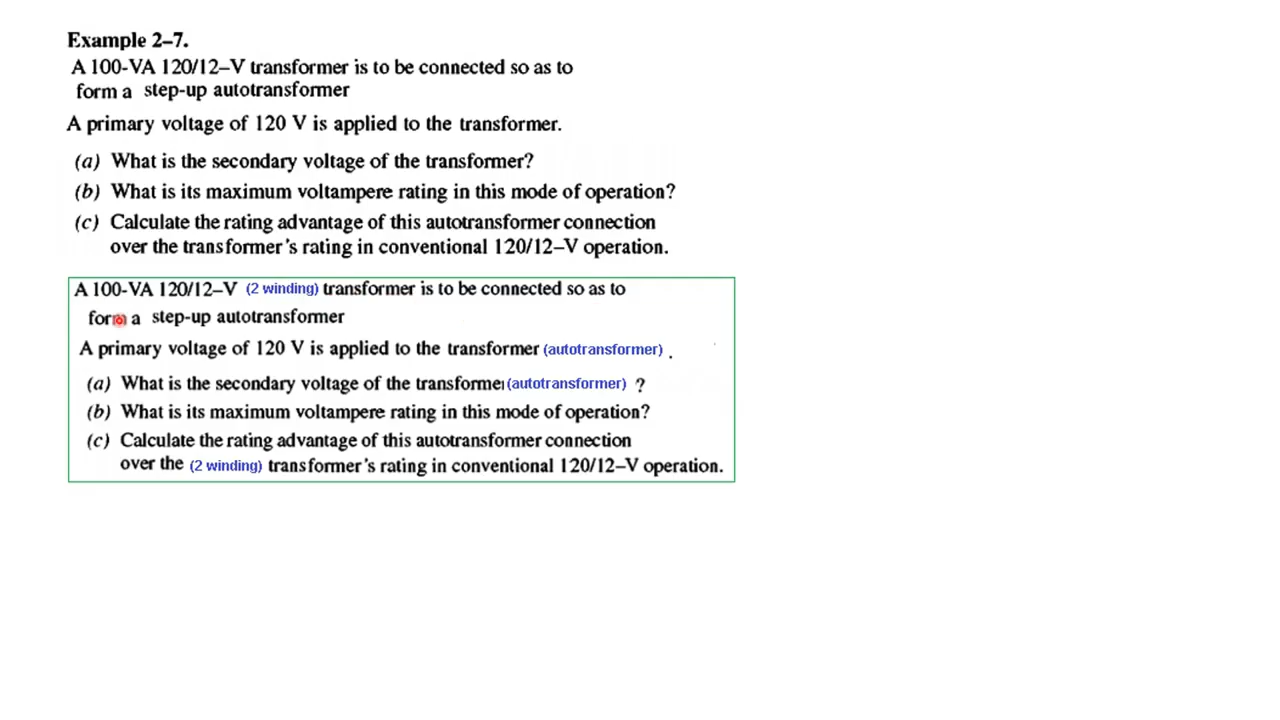 Example 2–7.
A 100-VA 120/12–V transformer is to be connected so as to
form a step-up autotransformer
A primary voltage of 120 V is applied to the transformer.
(a) What is the secondary voltage of the transformer?
(b) What is its maximum voltampere rating in this mode of operation?
(c) Calculate the rating advantage of this autotransformer connection
over the transformer's rating in conventional 120/12–V operation.
A 100-VA 120/12–V (2 winding) transformer is to be connected so as to
form a step-up autotransformer
A primary voltage of 120 V is applied to the transformer (autotransformer) .
(a) What is the secondary voltage of the transformer (autotransformer) ?
(b) What is its maximum voltampere rating in this mode of operation?
(c) Calculate the rating advantage of this autotransformer connection
over the (2 winding) transformer's rating in conventional 120/12–V operation.